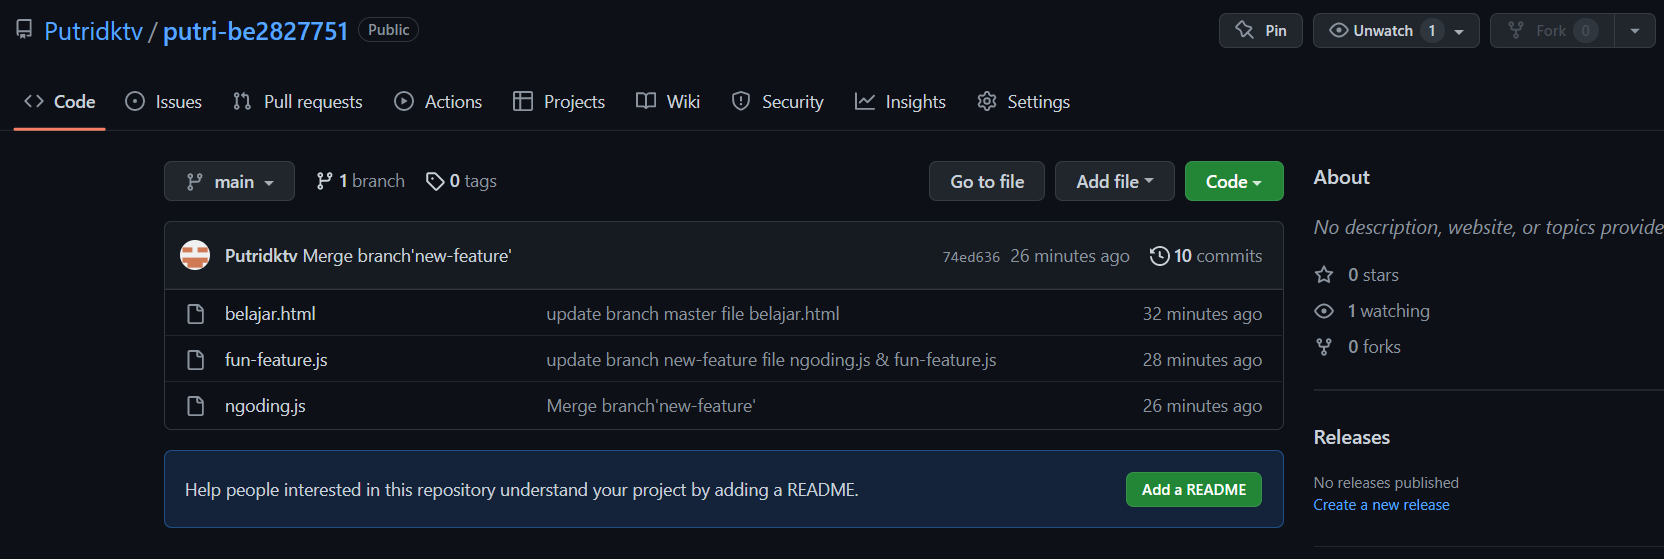 Putridktv / putri-be2827751 Public Pin Unwatch 1 Fork 0
Code Issues Pull requests Actions Projects Wiki Security Insights Settings
main 1 branch 0 tags Go to file Add file Code
Putridktv Merge branch'new-feature' 74ed636 26 minutes ago 10 commits
belajar.html update branch master file belajar.html 32 minutes ago
fun-feature.js update branch new-feature file ngoding.js & fun-feature.js 28 minutes ago
ngoding.js Merge branch'new-feature' 26 minutes ago
Help people interested in this repository understand your project by adding a README. Add a README
About
No description, website, or topics provide
0 stars
1 watching
0 forks
Releases
No releases published
Create a new release